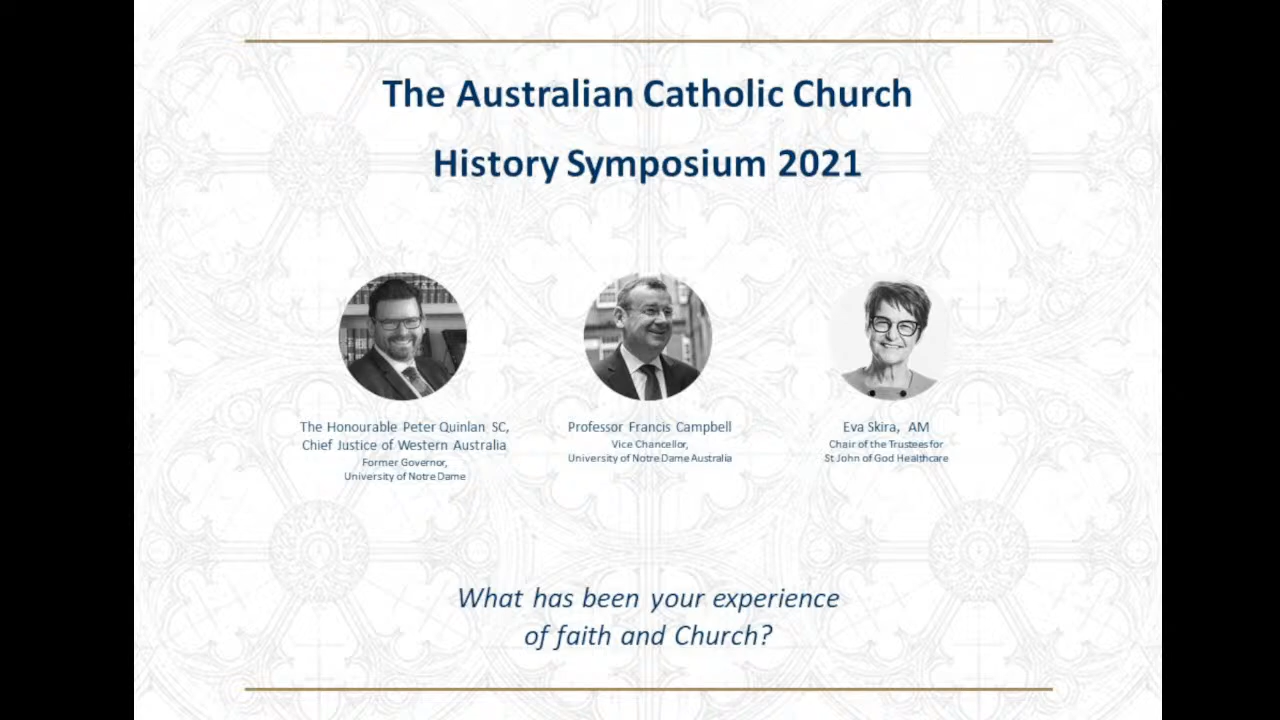 The Australian Catholic Church
History Symposium 2021
The Honourable Peter Quinlan SC,
Chief Justice of Western Australia
Former Governor,
University of Notre Dame
Professor Francis Campbell
Vice Chancellor,
University of Notre Dame Australia
Eva Skira, AM
Chair of the Trustees for
St John of God Healthcare
What has been your experience
of faith and Church?